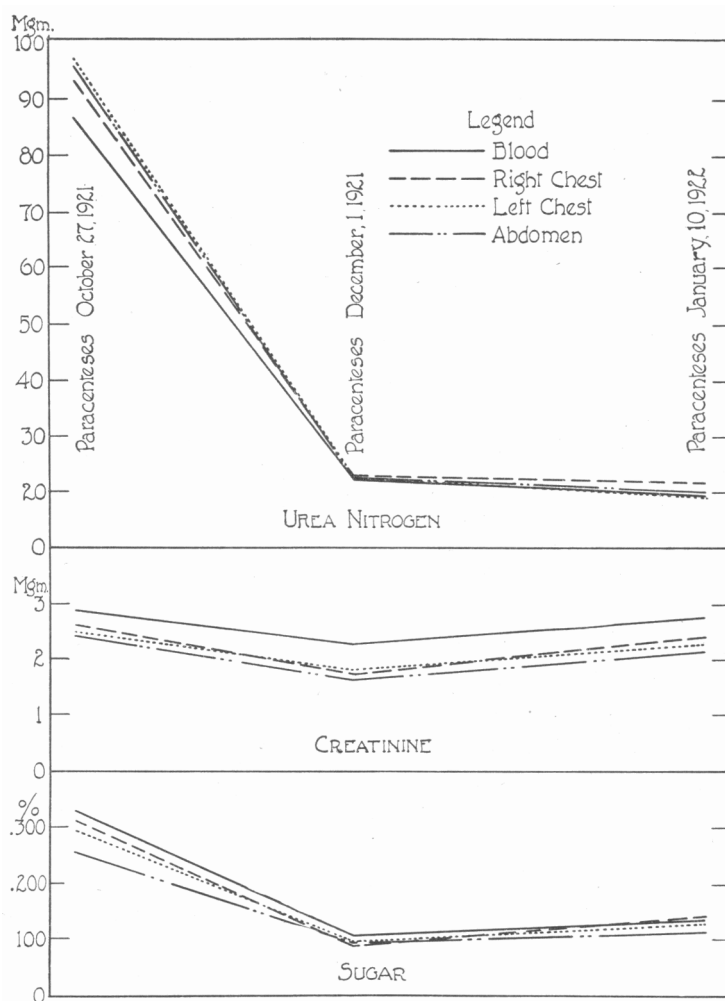 Mgm.
100
90
80
70
60
50
40
30
20
0
Legend
Blood
Right Chest
Left Chest
Abdomen
Paracenteses October 27, 1921
Paracenteses December, 1, 1921
Paracenteses January, 10, 1922
UREA NITROGEN
Mgm.
3
2
1
0
CREATININE
%
.300
.200
100
0
SUGAR